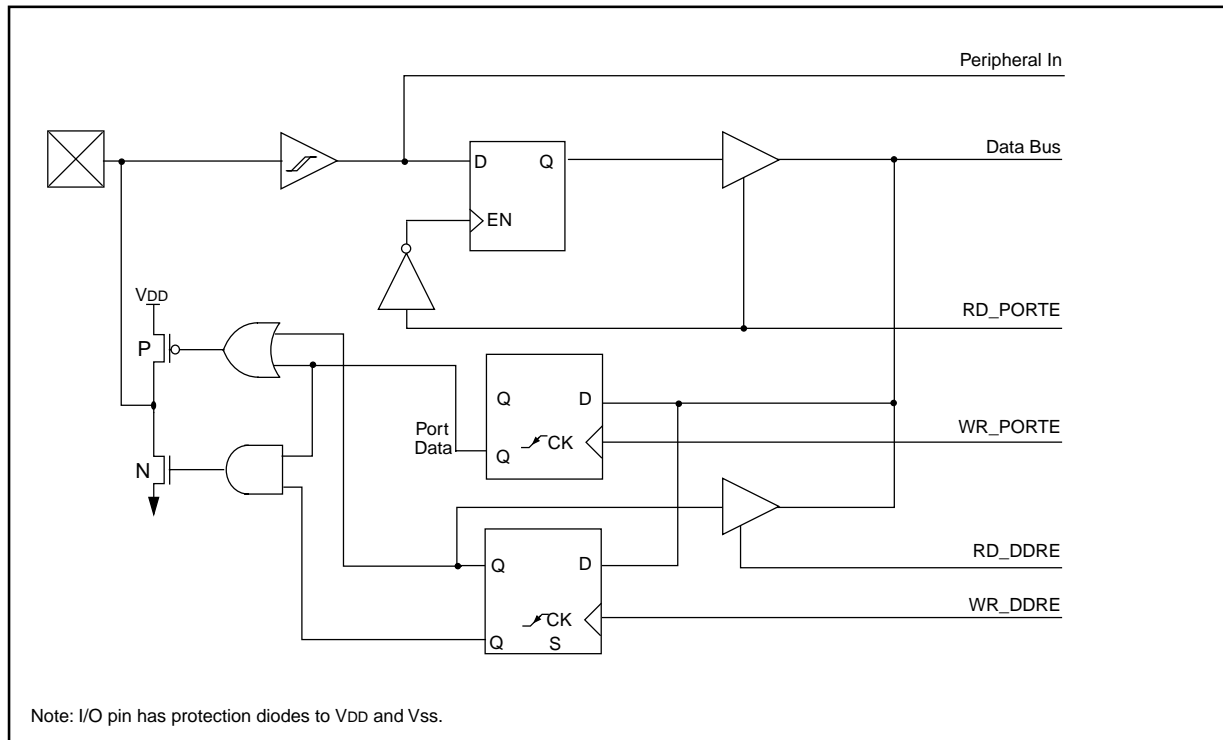 Peripheral In
D
Q
Data Bus
EN
VDD
RD_PORTE
P
Q
D
Port
Data
CK
WR_PORTE
Q
N
RD_DDRE
Q
D
WR_DDRE
CK
Q
S
Note: I/O pin has protection diodes to VDD and Vss.